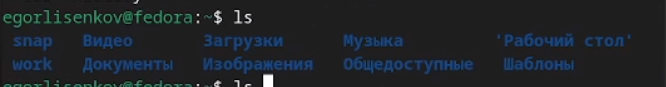 egorlisenkov@fedora:~$ ls
snap Видео Загрузки Музыка 'Рабочий стол'
work Документы Изображения Общедоступные Шаблоны
egorlisenkov@fedora:~$ ls